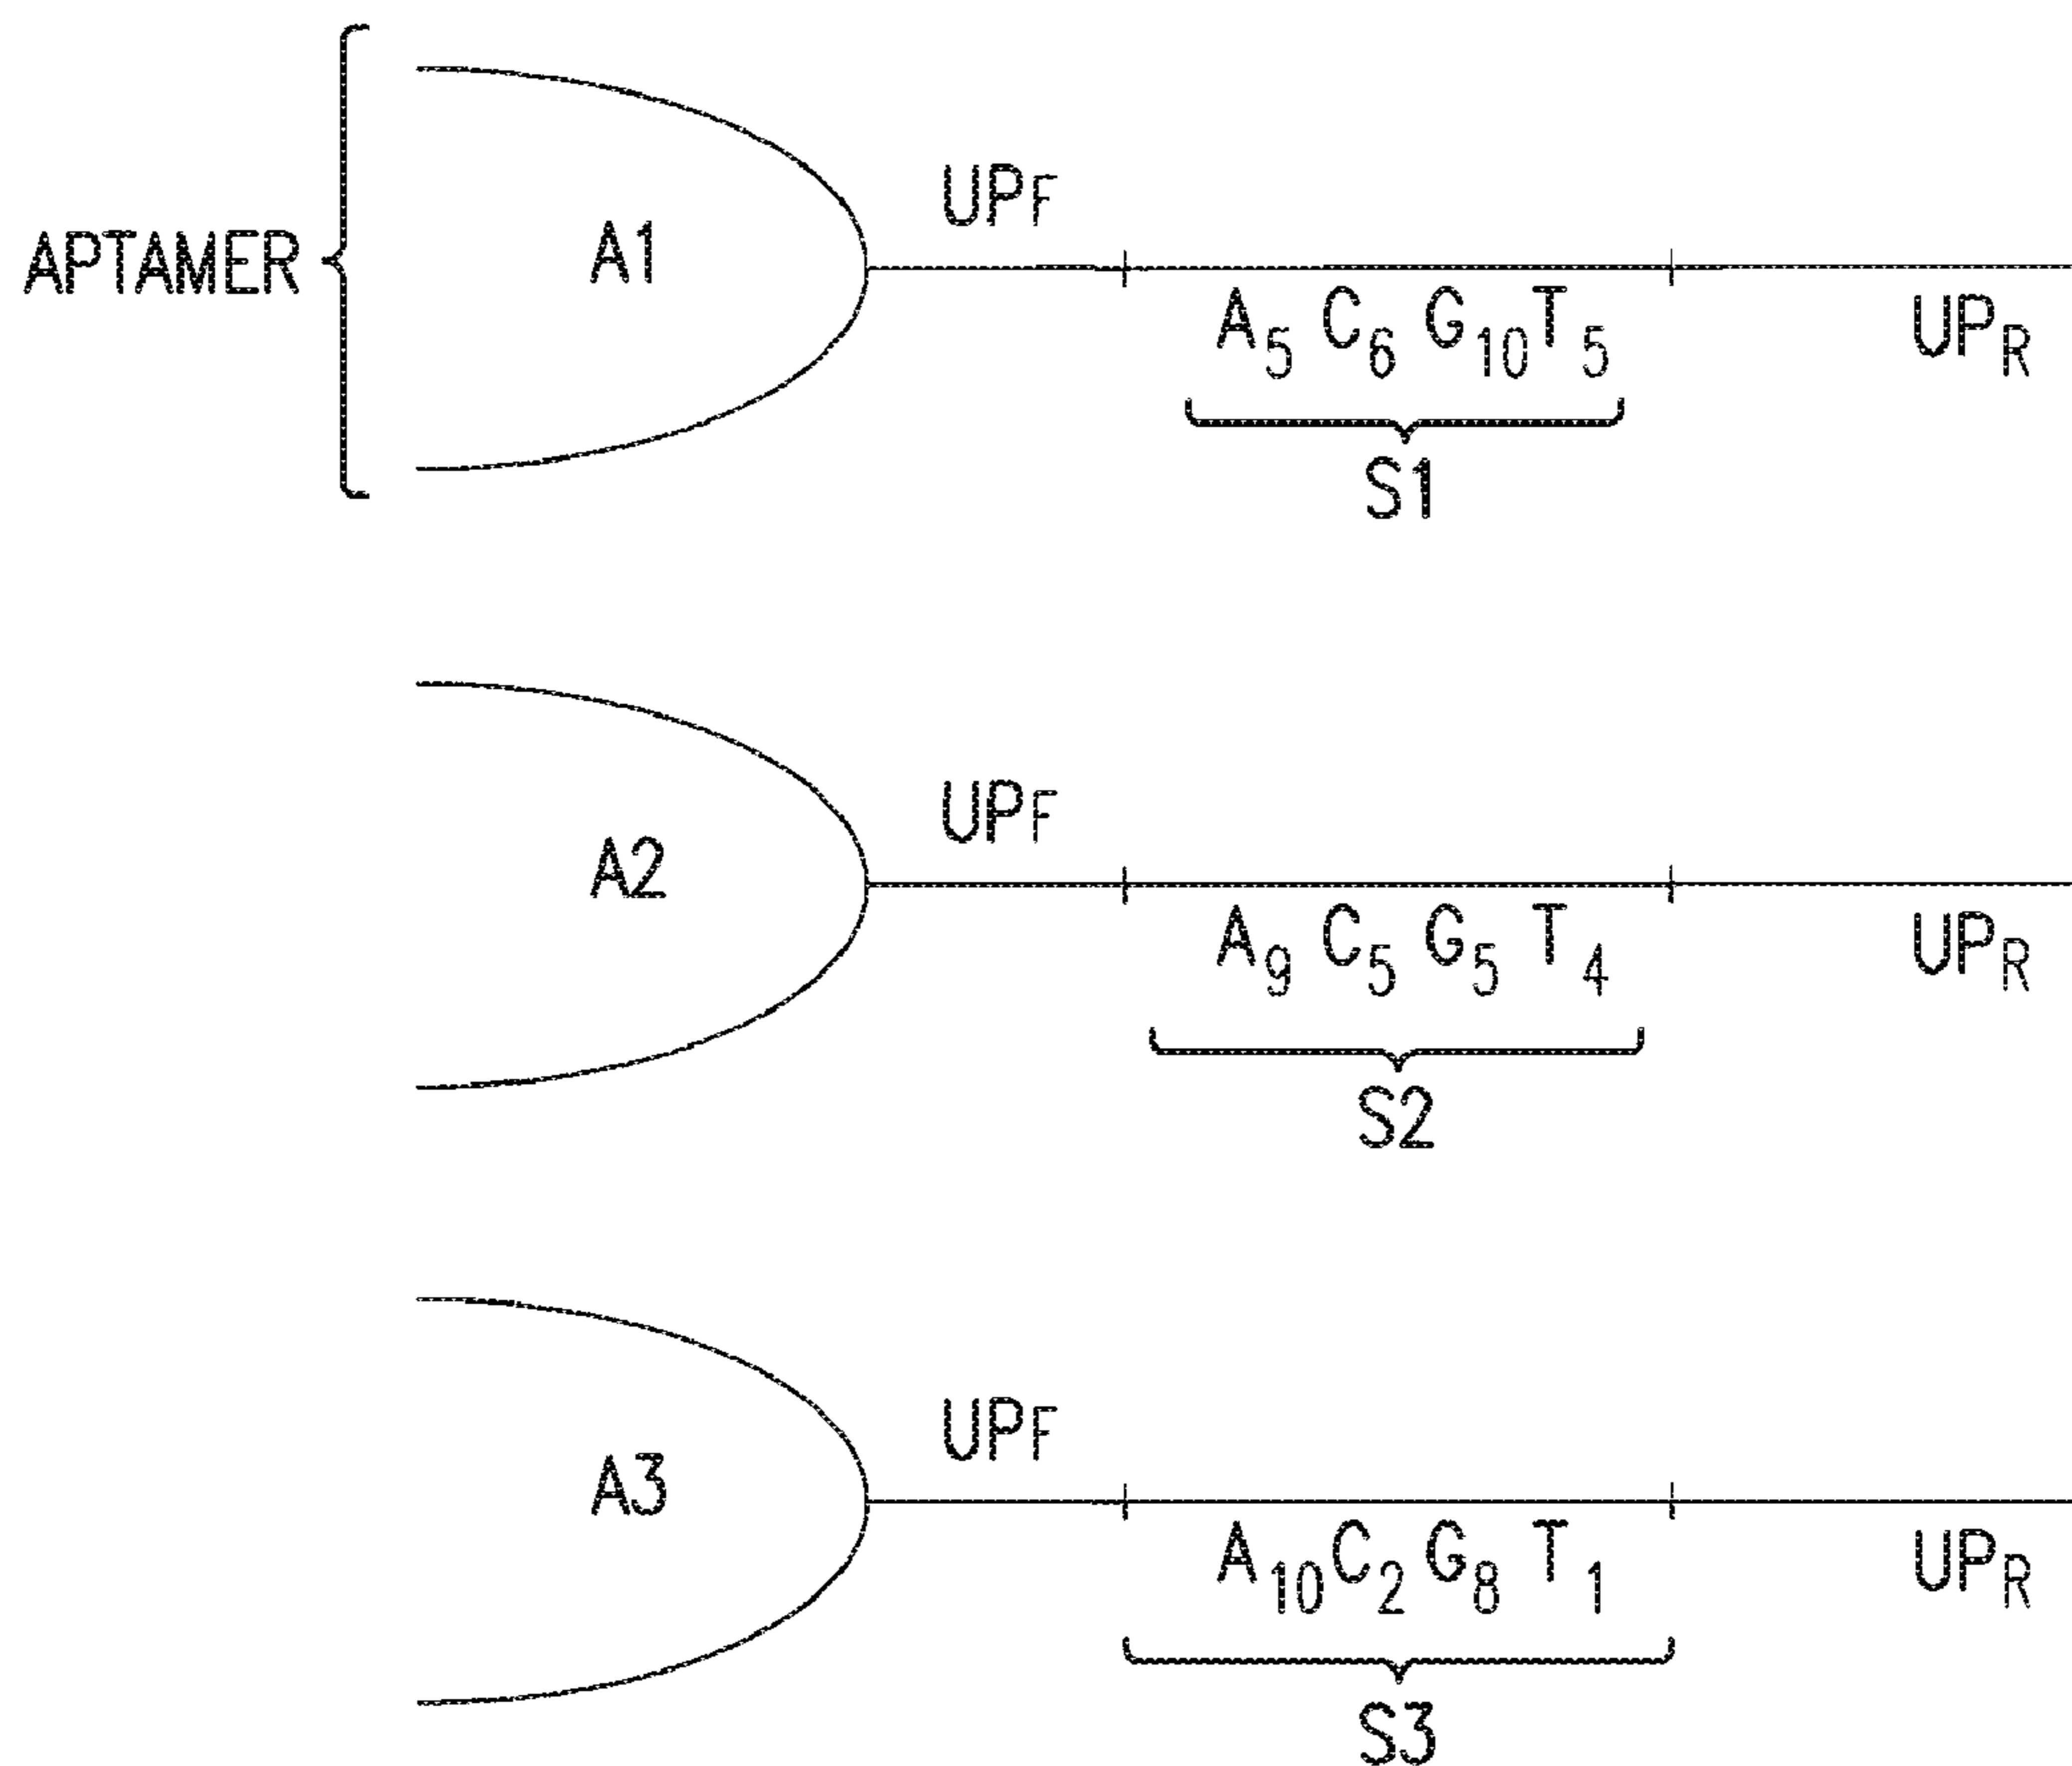 UPF
APTAMER
A1
A5 C6 G10 T5
UPR
S1
UPF
A2
A9 C5 G5 T4
UPR
S2
UPF
A3
A10 C2 G8 T1
UPR
S3